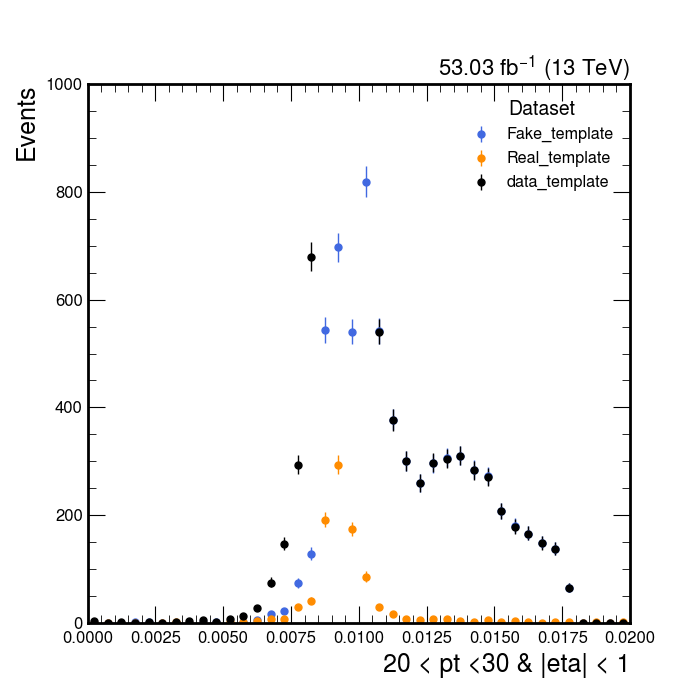 53.03 fb⁻¹ (13 TeV)
Events
1000
800
600
400
200
0
Dataset
Fake_template
Real_template
data_template
0.0000 0.0025 0.0050 0.0075 0.0100 0.0125 0.0150 0.0175 0.0200
20 < pt <30 & |eta| < 1